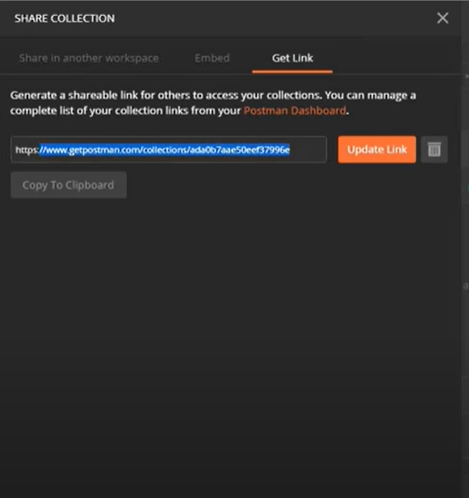 SHARE COLLECTION
Share in another workspace Embed Get Link
Generate a shareable link for others to access your collections. You can manage a
complete list of your collection links from your Postman Dashboard.
https://www.getpostman.com/collections/ada0b7aae50eef37996e Update Link
Copy To Clipboard